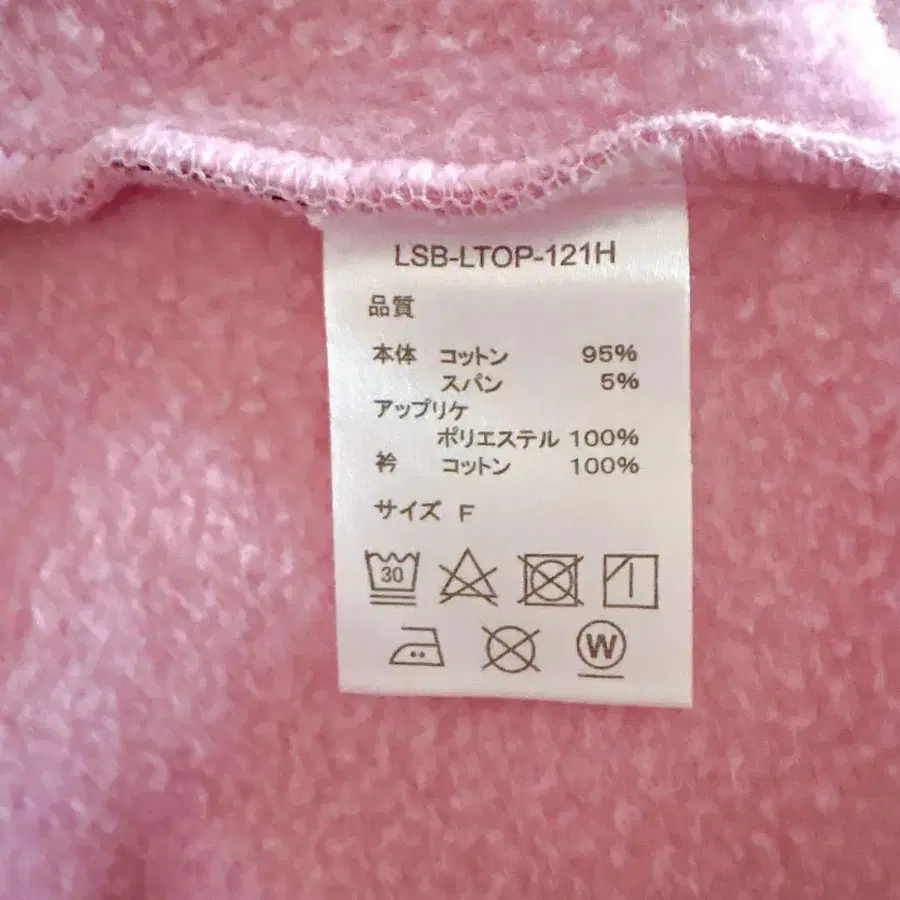 LSB-LTOP-121H
品質
本体 コットン 95%
スパン 5%
アップリケ
ポリエステル 100%
衿 コットン 100%
サイズ F
30
W